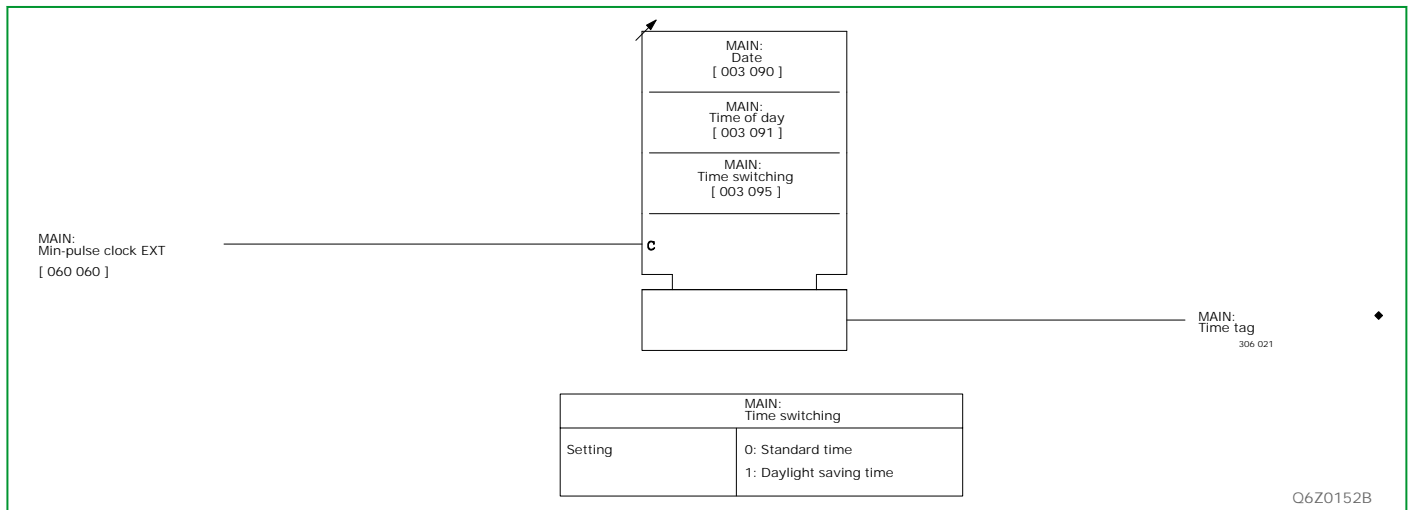 MAIN:
Date
[ 003 090 ]
MAIN:
Time of day
[ 003 091 ]
MAIN:
Time switching
[ 003 095 ]
MAIN:
Min-pulse clock EXT
[ 060 060 ]
C
MAIN:
Time tag
306 021
MAIN:
Time switching
Setting
0: Standard time
1: Daylight saving time
Q6Z0152B